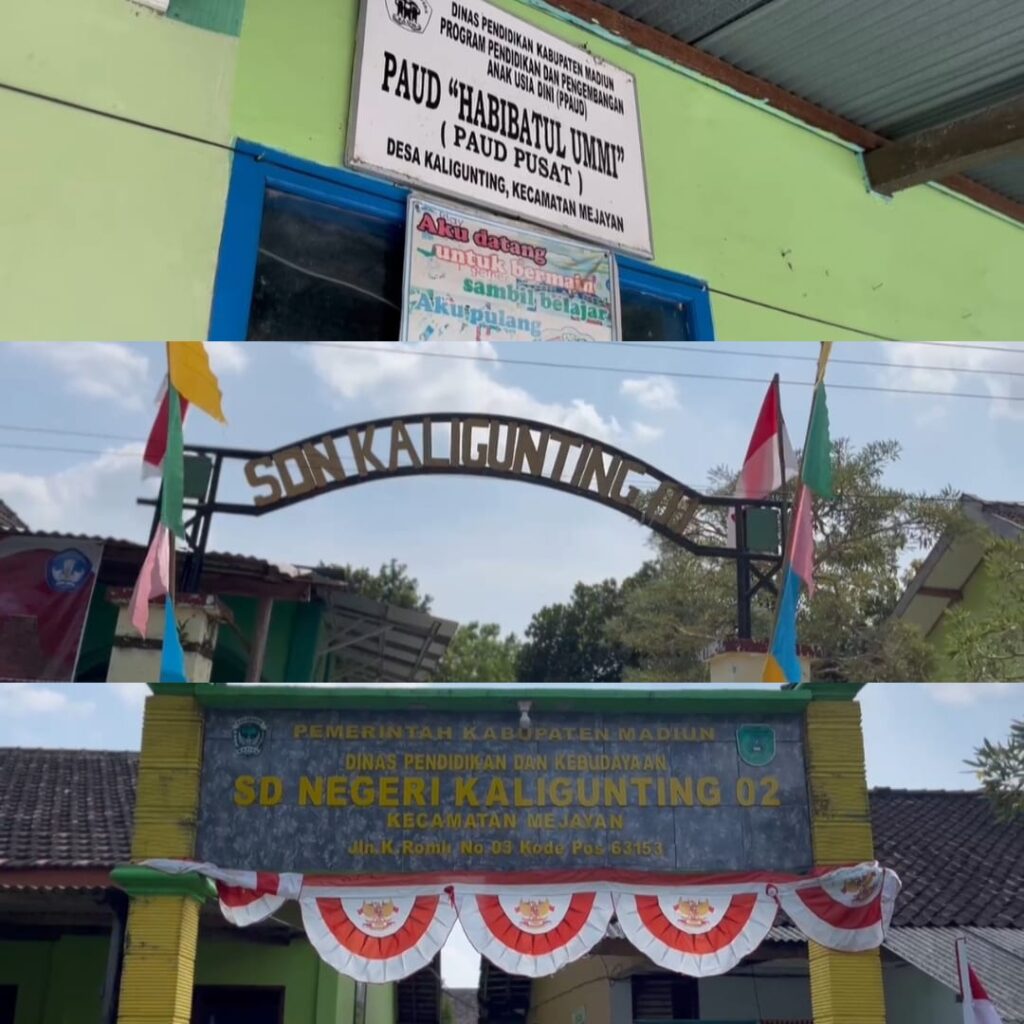 DINAS PENDIDIKAN KABUPATEN MADIUN
PROGRAM PENDIDIKAN DAN PENGEMBANGAN
ANAK USIA DINI (PPAUD)
PAUD "HABIBATUL UMMI"
( PAUD PUSAT )
DESA KALIGUNTING, KECAMATAN MEJAYAN
Aku datang
untuk bermain
sambil belajar
Aku pulang
SDN KALIGUNTING
PEMERINTAH KABUPATEN MADIUN
DINAS PENDIDIKAN DAN KEBUDAYAAN
SD NEGERI KALIGUNTING 02
KECAMATAN MEJAYAN
Jln.K.Romli No 03 Kode Pos 63153